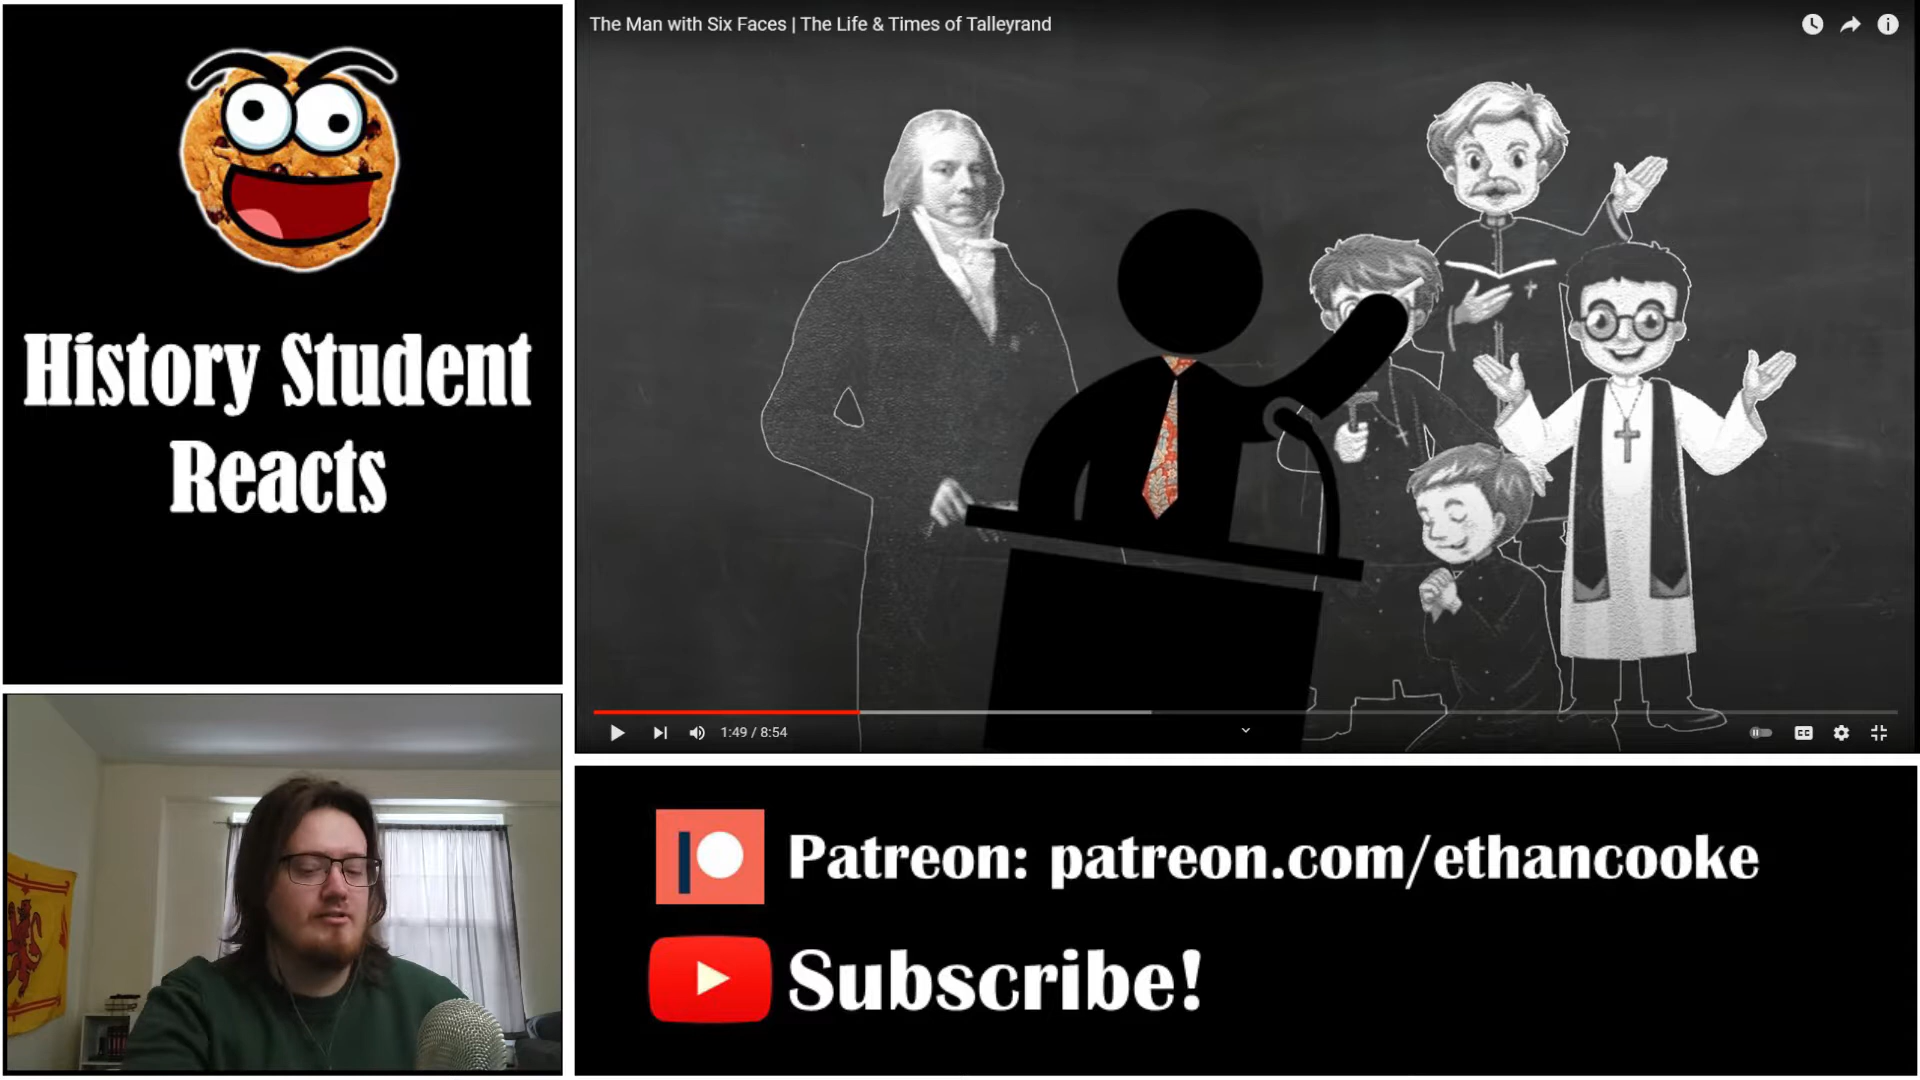 History Student
Reacts
The Man with Six Faces | The Life & Times of Talleyrand
1:49 / 8:54
CC
Patreon: patreon.com/ethancooke
Subscribe!